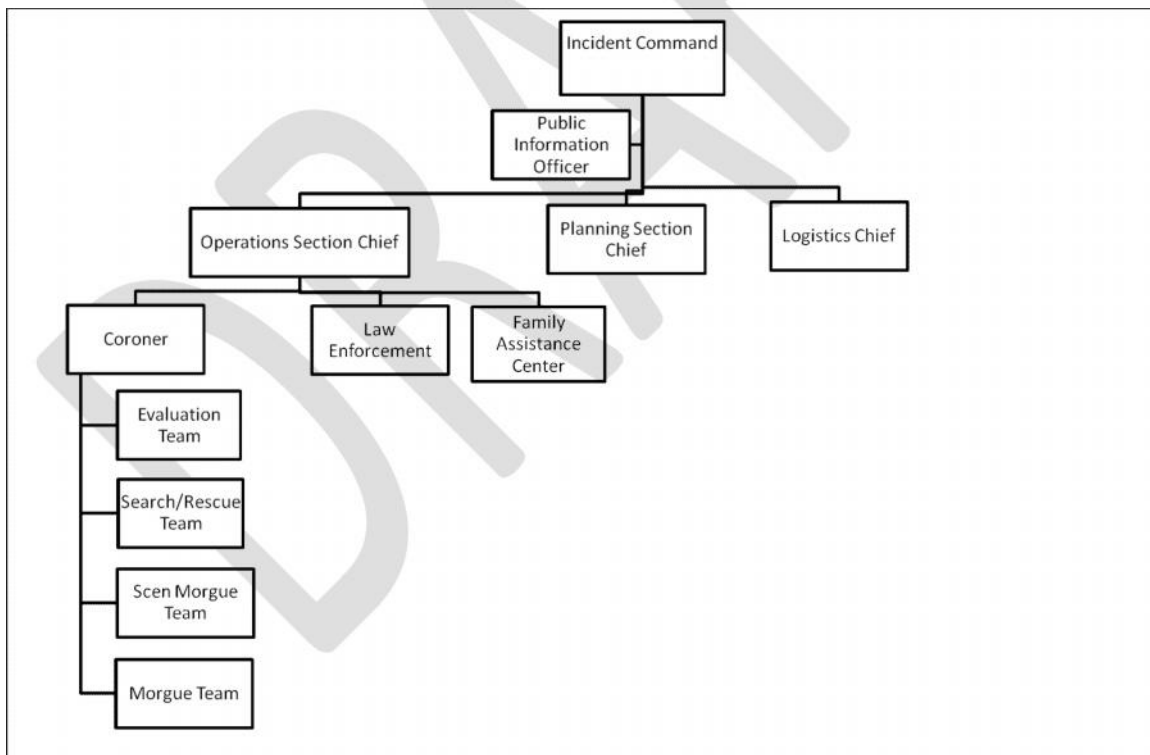 Incident Command
Public
Information
Officer
Operations Section Chief
Planning Section
Chief
Logistics Chief
Coroner
Law
Enforcement
Family
Assistance
Center
Evaluation
Team
Search/Rescue
Team
Scen Morgue
Team
Morgue Team
DRA